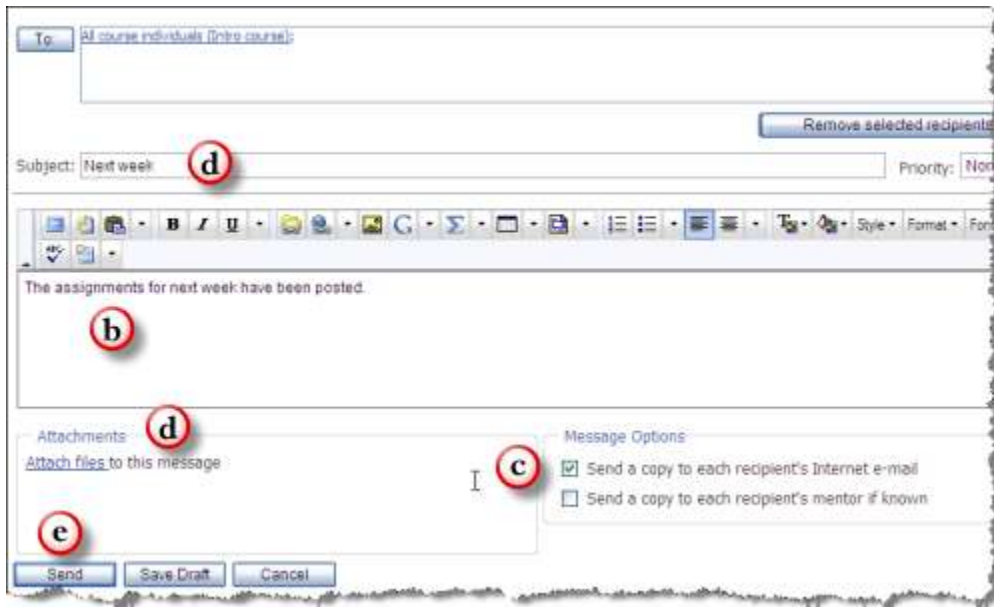 To:
All course individuals (Intro course);
Remove selected recipients
Subject: Next week d Priority: Nor
B I U Style Format Fon
ABC
The assignments for next week have been posted.
b
Attachments d
Attach files to this message
Message Options
c Send a copy to each recipient's Internet e-mail
Send a copy to each recipient's mentor if known
e
Send Save Draft Cancel